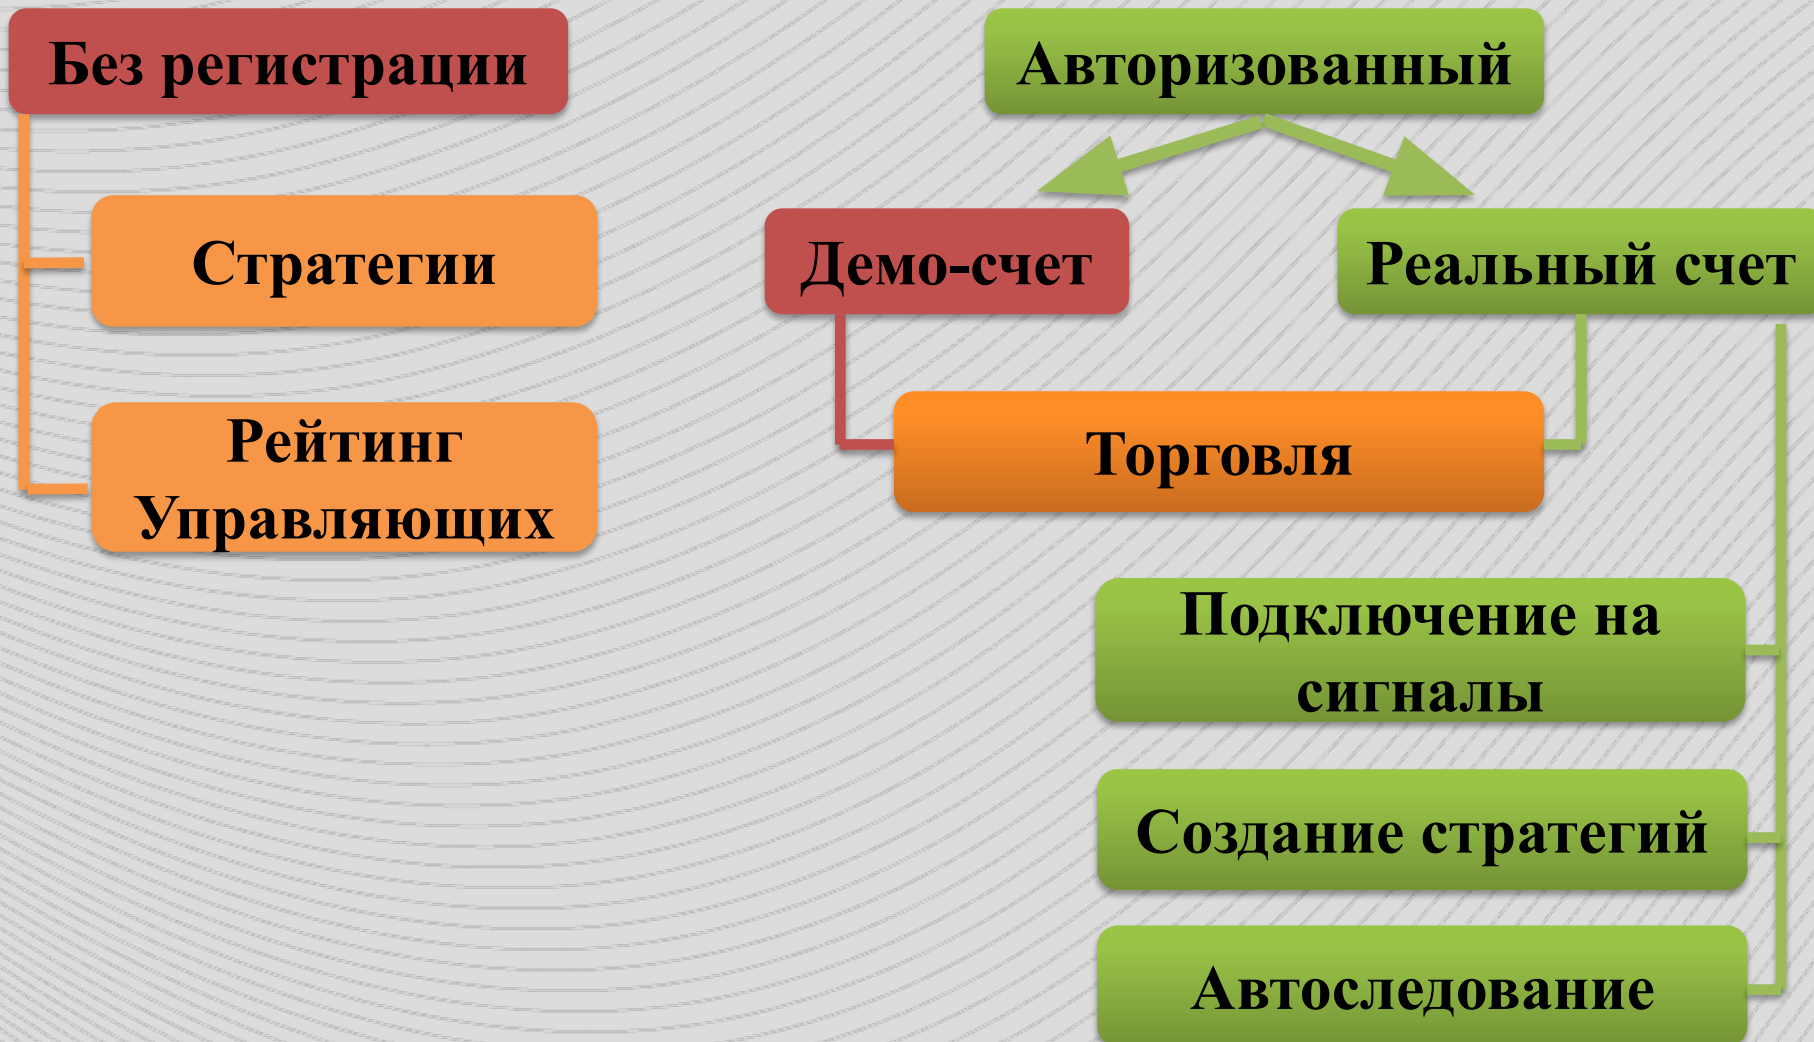 Без регистрации
Стратегии
Рейтинг
Управляющих
Авторизованный
Демо-счет
Реальный счет
Торговля
Подключение на
сигналы
Создание стратегий
Автоследование